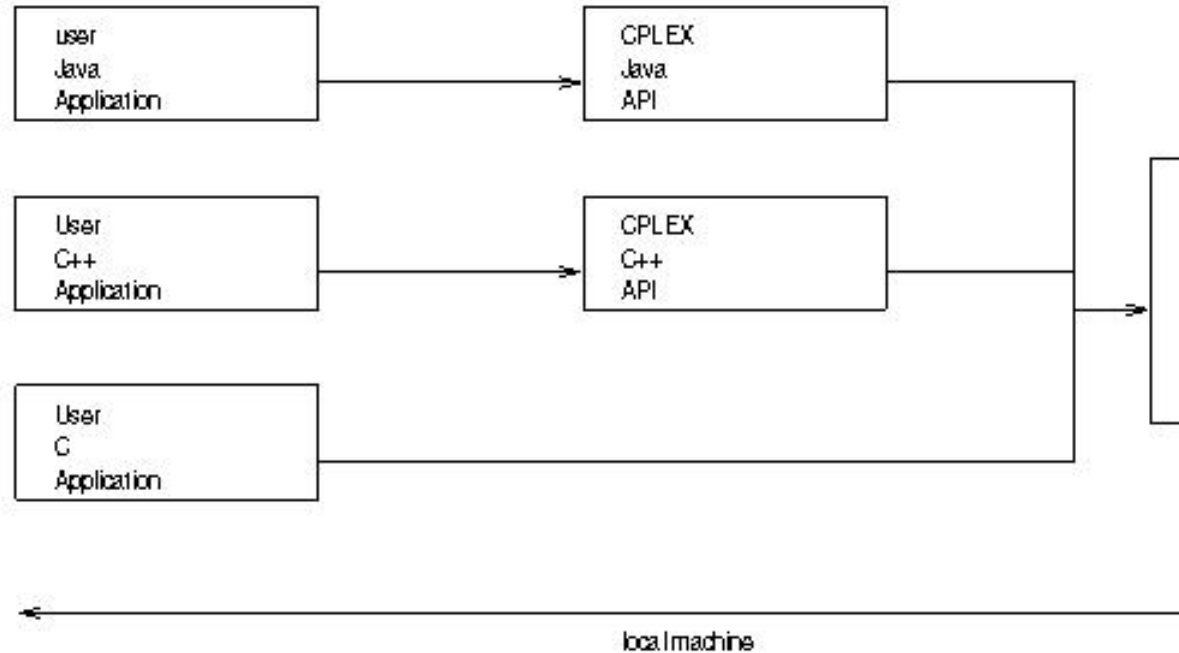 user
Java
Application
CPLEX
Java
API
User
C++
Application
CPLEX
C++
API
User
C
Application
local machine